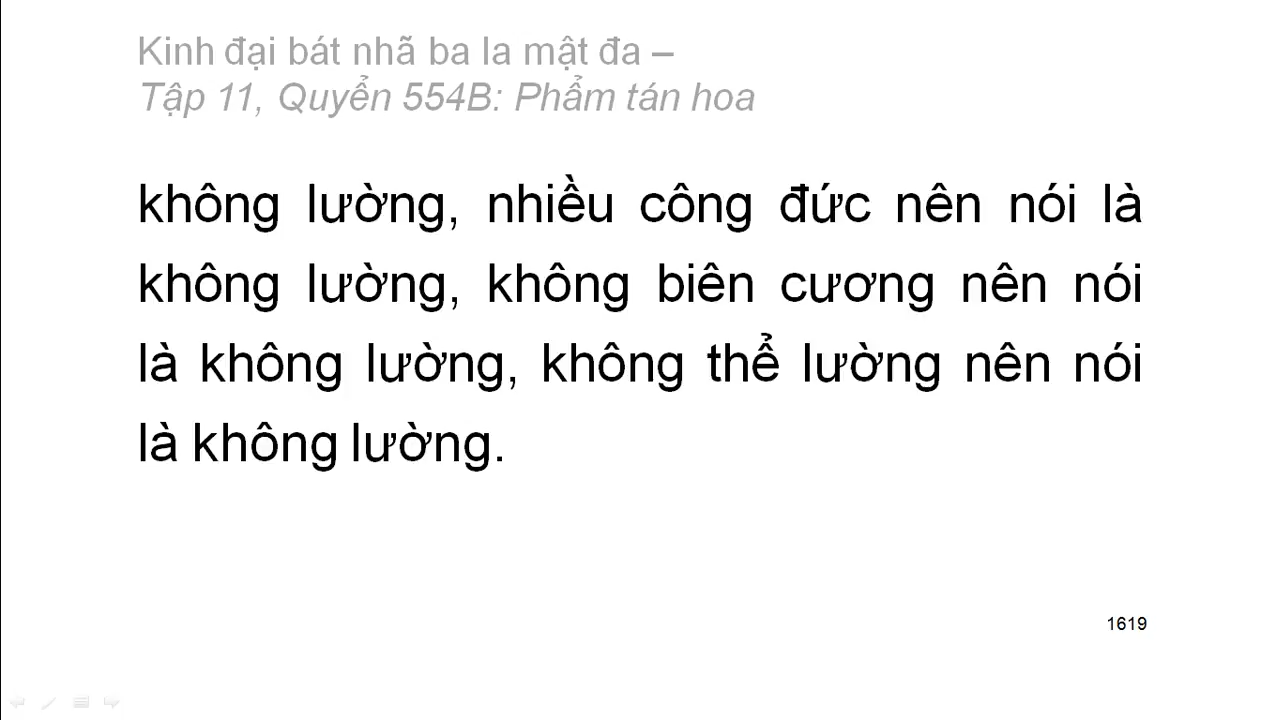 Kinh đại bát nhã ba la mật đa –
Tập 11, Quyển 554B: Phẩm tán hoa
không lường, nhiều công đức nên nói là
không lường, không biên cương nên nói
là không lường, không thể lường nên nói
là không lường.
1619